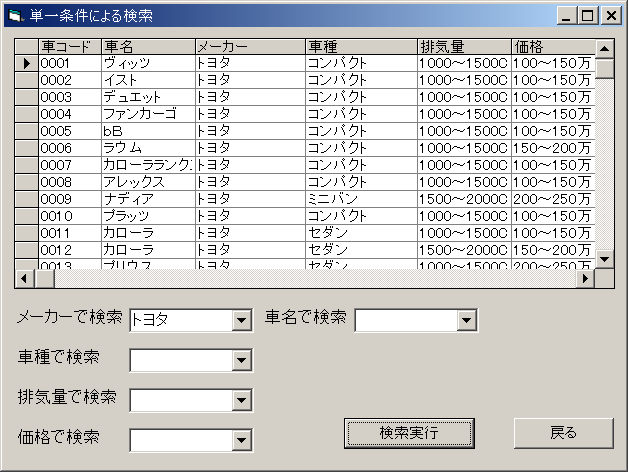 単一条件による検索
車コード 車名 メーカー 車種 排気量 価格
0001 ヴィッツ トヨタ コンパクト 1000～1500C 100～150万
0002 イスト トヨタ コンパクト 1000～1500C 100～150万
0003 デュエット トヨタ コンパクト 1000～1500C 100～150万
0004 ファンカーゴ トヨタ コンパクト 1000～1500C 100～150万
0005 bB トヨタ コンパクト 1000～1500C 100～150万
0006 ラウム トヨタ コンパクト 1000～1500C 150～200万
0007 カローラランク トヨタ コンパクト 1000～1500C 100～150万
0008 アレックス トヨタ コンパクト 1000～1500C 100～150万
0009 ナディア トヨタ ミニバン 1500～2000C 200～250万
0010 プラッツ トヨタ コンパクト 1000～1500C 100～150万
0011 カローラ トヨタ セダン 1000～1500C 100～150万
0012 カローラ トヨタ セダン 1500～2000C 150～200万
0013 プリウス トヨタ セダン 1000～1500C 200～250万
メーカーで検索 トヨタ 車名で検索
車種で検索
排気量で検索
価格で検索 検索実行 戻る